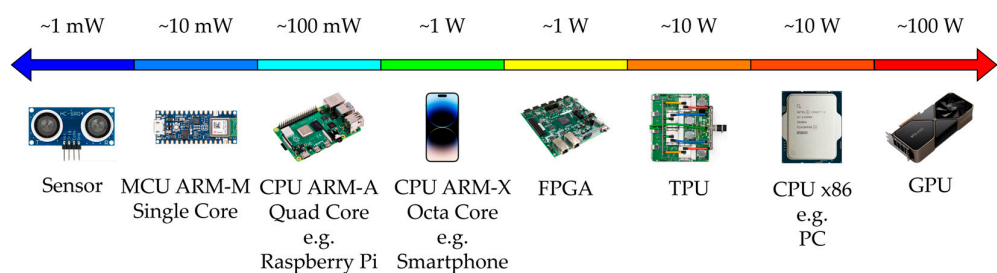 ~1 mW
~10 mW
~100 mW
~1 W
~1 W
~10 W
~10 W
~100 W
Sensor
MCU ARM-M
Single Core
CPU ARM-A
Quad Core
e.g.
Raspberry Pi
CPU ARM-X
Octa Core
e.g.
Smartphone
FPGA
TPU
CPU x86
e.g.
PC
GPU